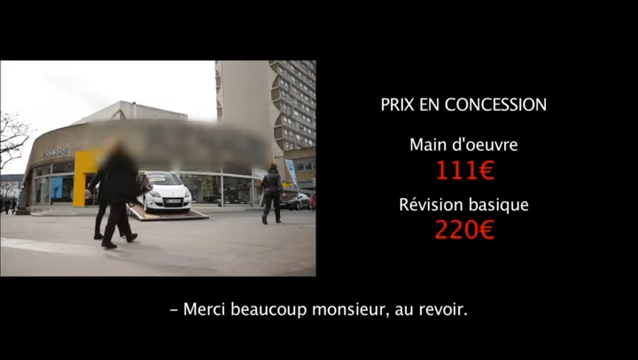 PRIX EN CONCESSION
Main d'oeuvre
111€
Révision basique
220€
– Merci beaucoup monsieur, au revoir.